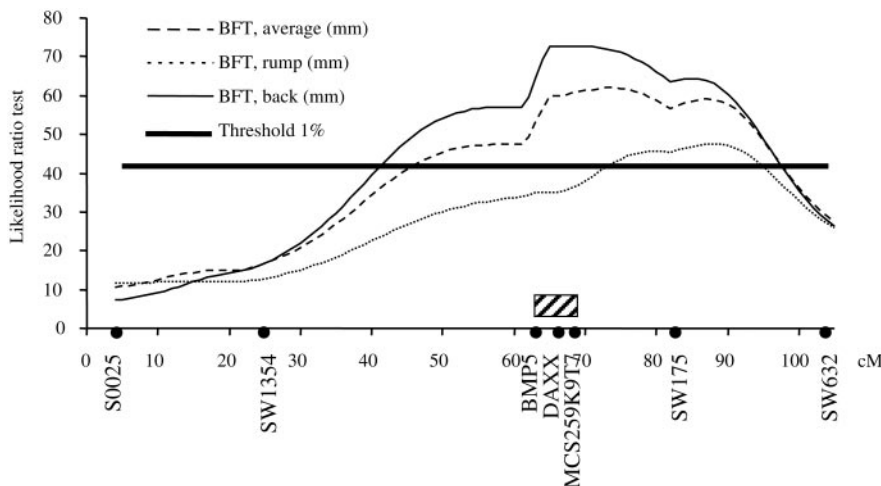 80
70
60
50
40
30
20
10
0
Likelihood ratio test
BFT, average (mm)
BFT, rump (mm)
BFT, back (mm)
Threshold 1%
0 10 20 30 40 50 60 70 80 90 100 cM
S0025
SW1354
BMP5
DAXX
MCS259K9T7
SW175
SW632